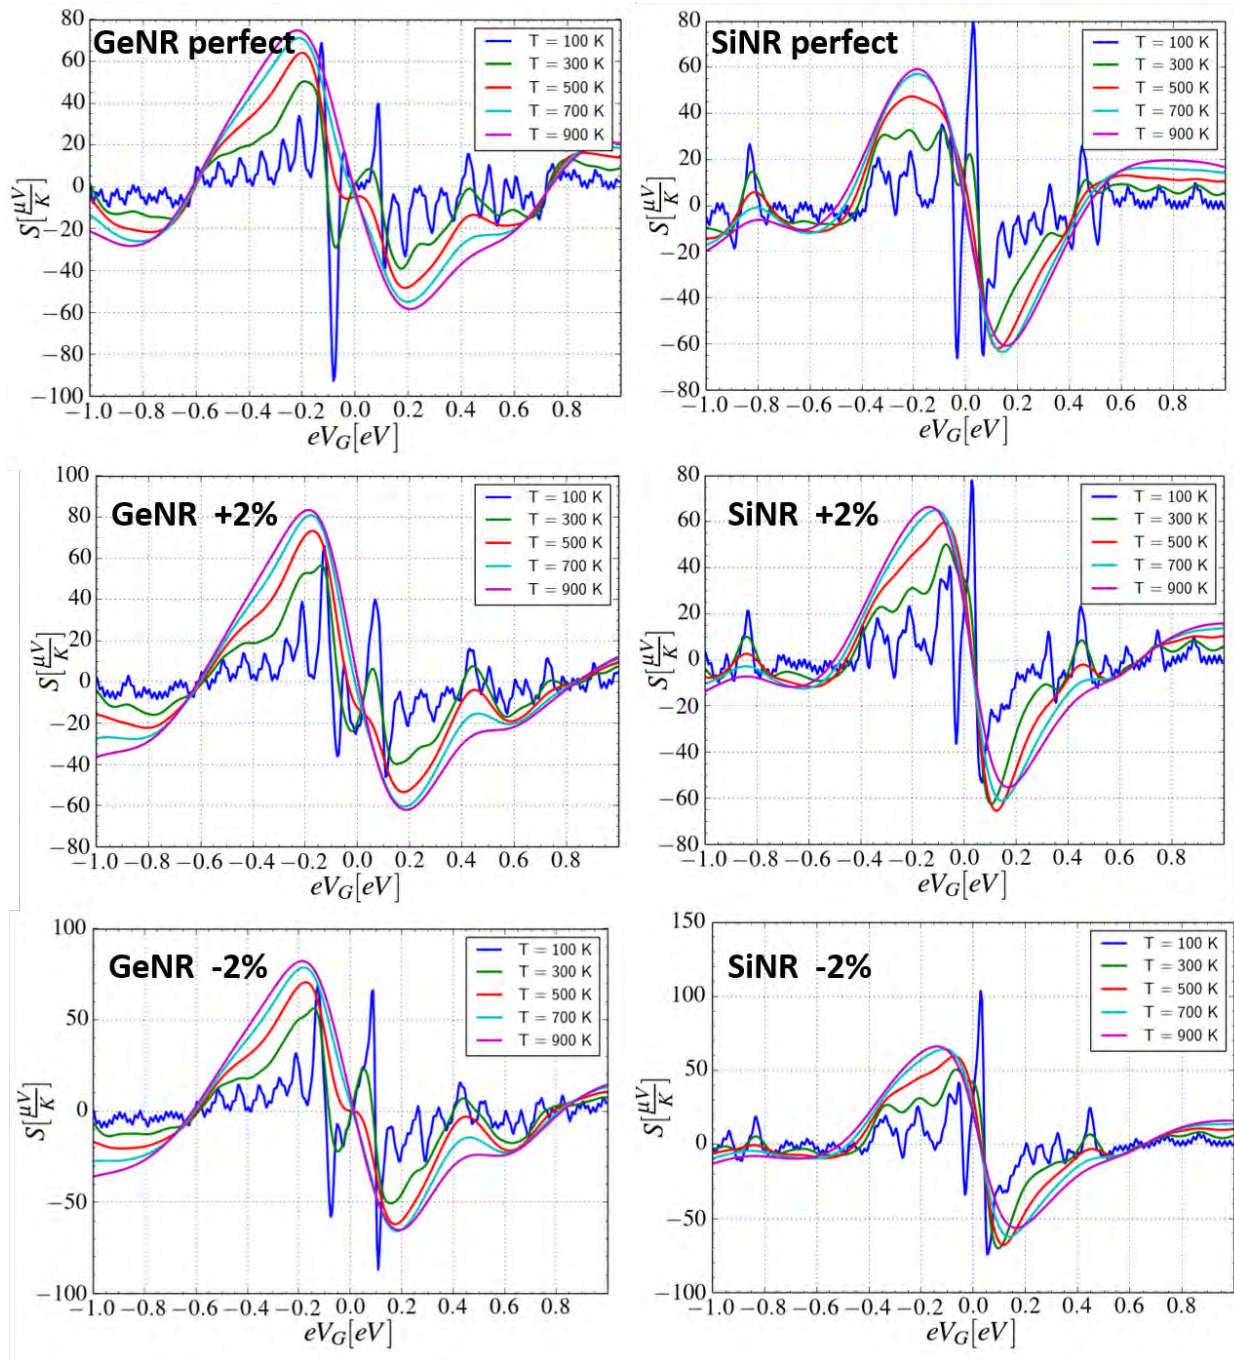 GeNR perfect
T = 100 K
T = 300 K
T = 500 K
T = 700 K
T = 900 K
80
60
40
20
0
−20
−40
−60
−80
−100
S[μV/K]
−1.0 −0.8 −0.6 −0.4 −0.2 0.0 0.2 0.4 0.6 0.8
eV_G[eV]
SiNR perfect
T = 100 K
T = 300 K
T = 500 K
T = 700 K
T = 900 K
80
60
40
20
0
−20
−40
−60
−80
S[μV/K]
−1.0 −0.8 −0.6 −0.4 −0.2 0.0 0.2 0.4 0.6 0.8
eV_G[eV]
GeNR +2%
T = 100 K
T = 300 K
T = 500 K
T = 700 K
T = 900 K
100
80
60
40
20
0
−20
−40
−60
−80
S[μV/K]
−1.0 −0.8 −0.6 −0.4 −0.2 0.0 0.2 0.4 0.6 0.8
eV_G[eV]
SiNR +2%
T = 100 K
T = 300 K
T = 500 K
T = 700 K
T = 900 K
80
60
40
20
0
−20
−40
−60
−80
S[μV/K]
−1.0 −0.8 −0.6 −0.4 −0.2 0.0 0.2 0.4 0.6 0.8
eV_G[eV]
GeNR -2%
T = 100 K
T = 300 K
T = 500 K
T = 700 K
T = 900 K
100
50
0
−50
−100
S[μV/K]
−1.0 −0.8 −0.6 −0.4 −0.2 0.0 0.2 0.4 0.6 0.8
eV_G[eV]
SiNR -2%
T = 100 K
T = 300 K
T = 500 K
T = 700 K
T = 900 K
150
100
50
0
−50
−100
S[μV/K]
−1.0 −0.8 −0.6 −0.4 −0.2 0.0 0.2 0.4 0.6 0.8
eV_G[eV]